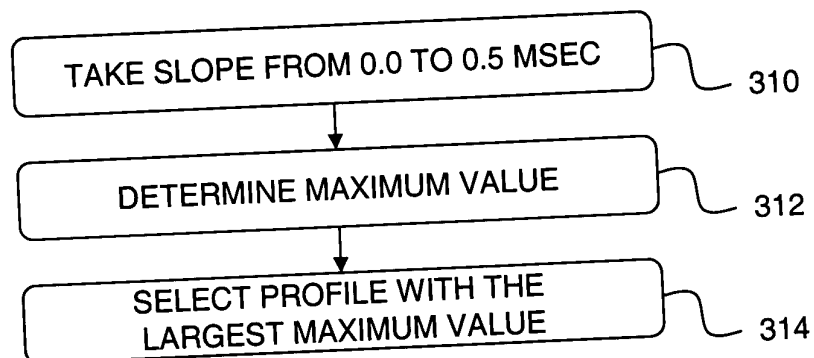 TAKE SLOPE FROM 0.0 TO 0.5 MSEC
310
DETERMINE MAXIMUM VALUE
312
SELECT PROFILE WITH THE
LARGEST MAXIMUM VALUE
314